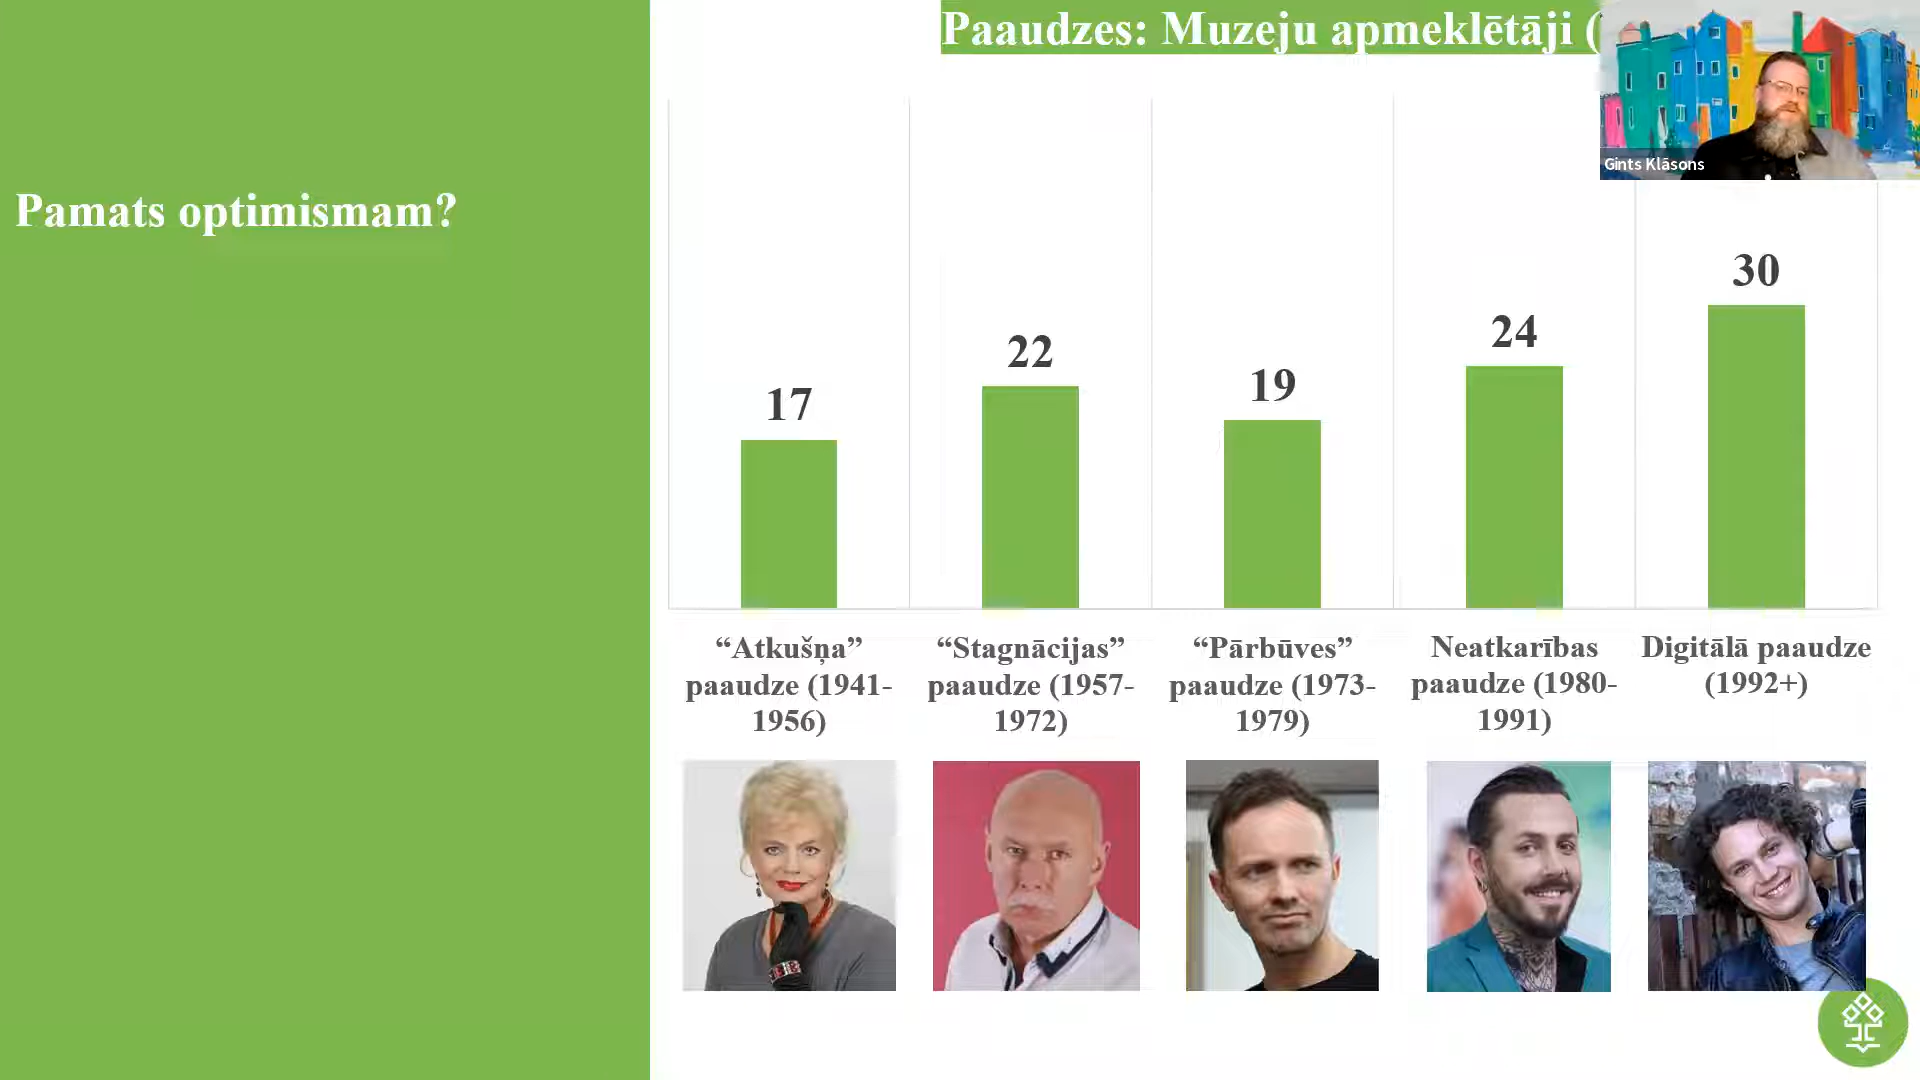 Paaudzes: Muzeju apmeklētāji (
Gints Klāsons
Pamats optimismam?
17
22
19
24
30
“Atkušņa”
paaudze (1941-
1956)
“Stagnācijas”
paaudze (1957-
1972)
“Pārbūves”
paaudze (1973-
1979)
Neatkarības
paaudze (1980-
1991)
Digitālā paaudze
(1992+)